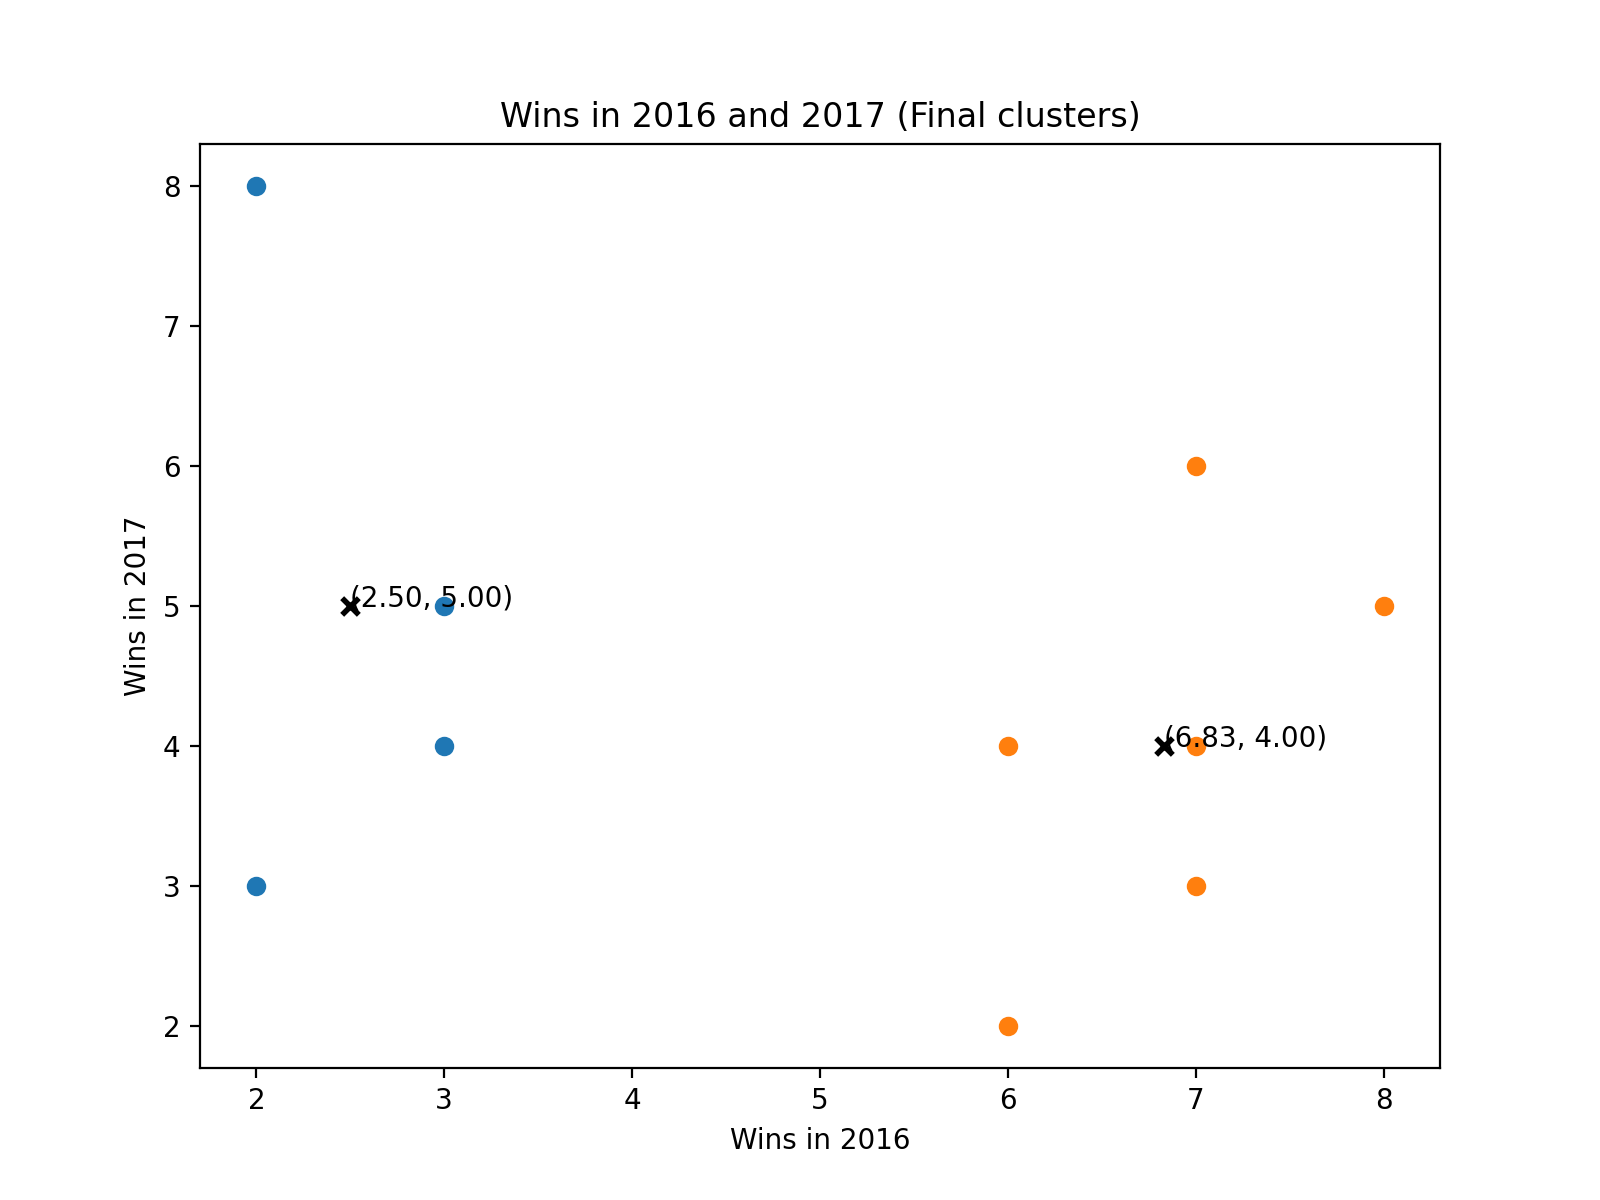 Wins in 2016 and 2017 (Final clusters)
8
7
6
5
4
3
2
Wins in 2017
(2.50, 5.00)
(6.83, 4.00)
2 3 4 5 6 7 8
Wins in 2016